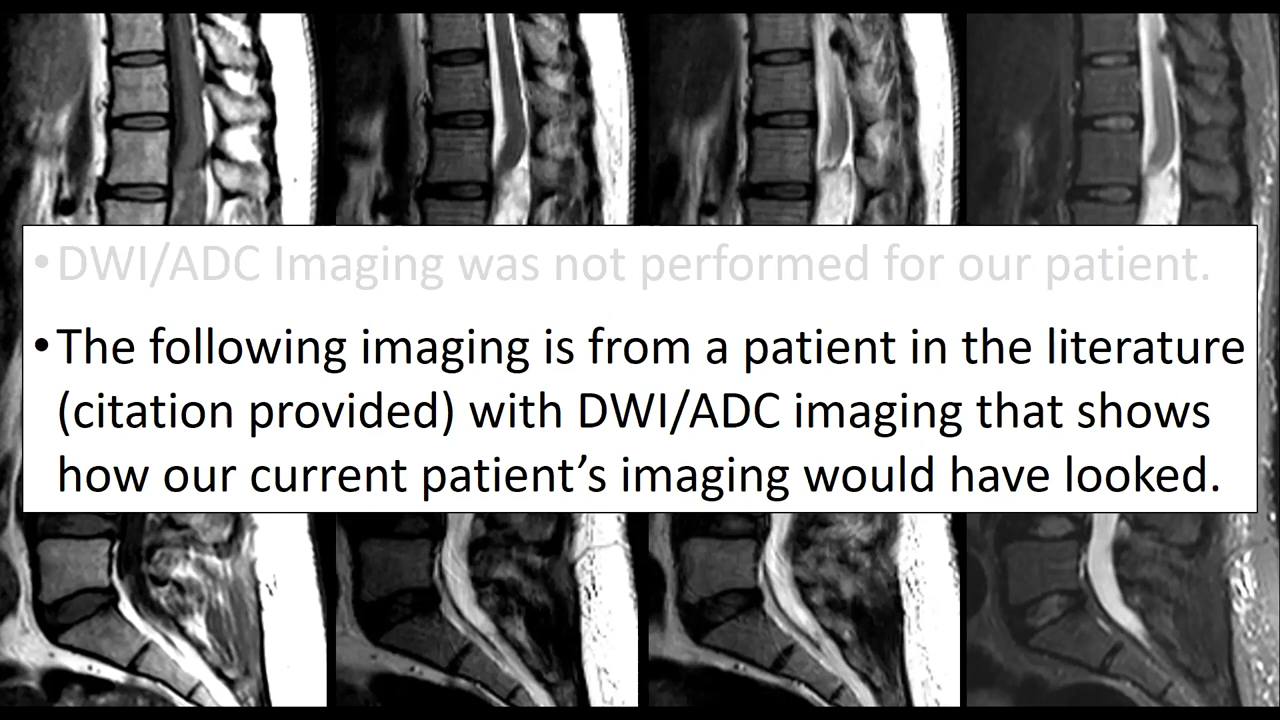 •DWI/ADC Imaging was not performed for our patient.
•The following imaging is from a patient in the literature
(citation provided) with DWI/ADC imaging that shows
how our current patient’s imaging would have looked.